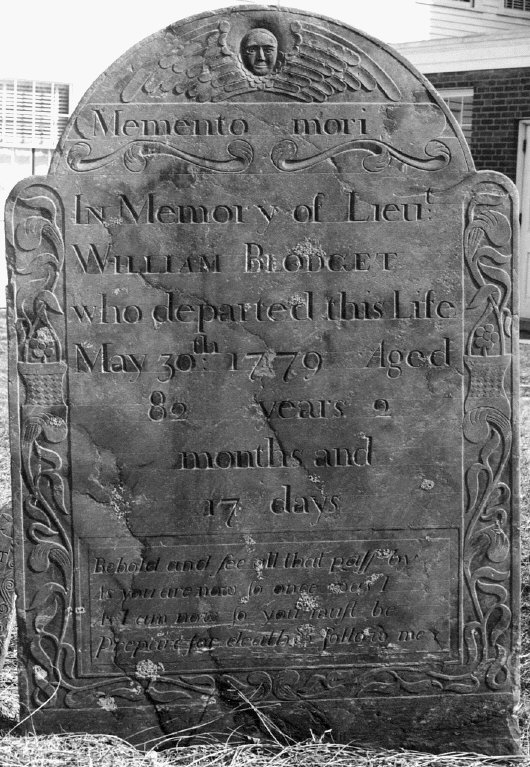 Memento mori
In Memory of Lieut.
William Blodget
who departed this Life
May 30th. 1779 Aged
82 years 2
months and
17 days
Behold and see all that pass by
As you are now so once was I
As I am now so you must be
Prepare for death & follow me